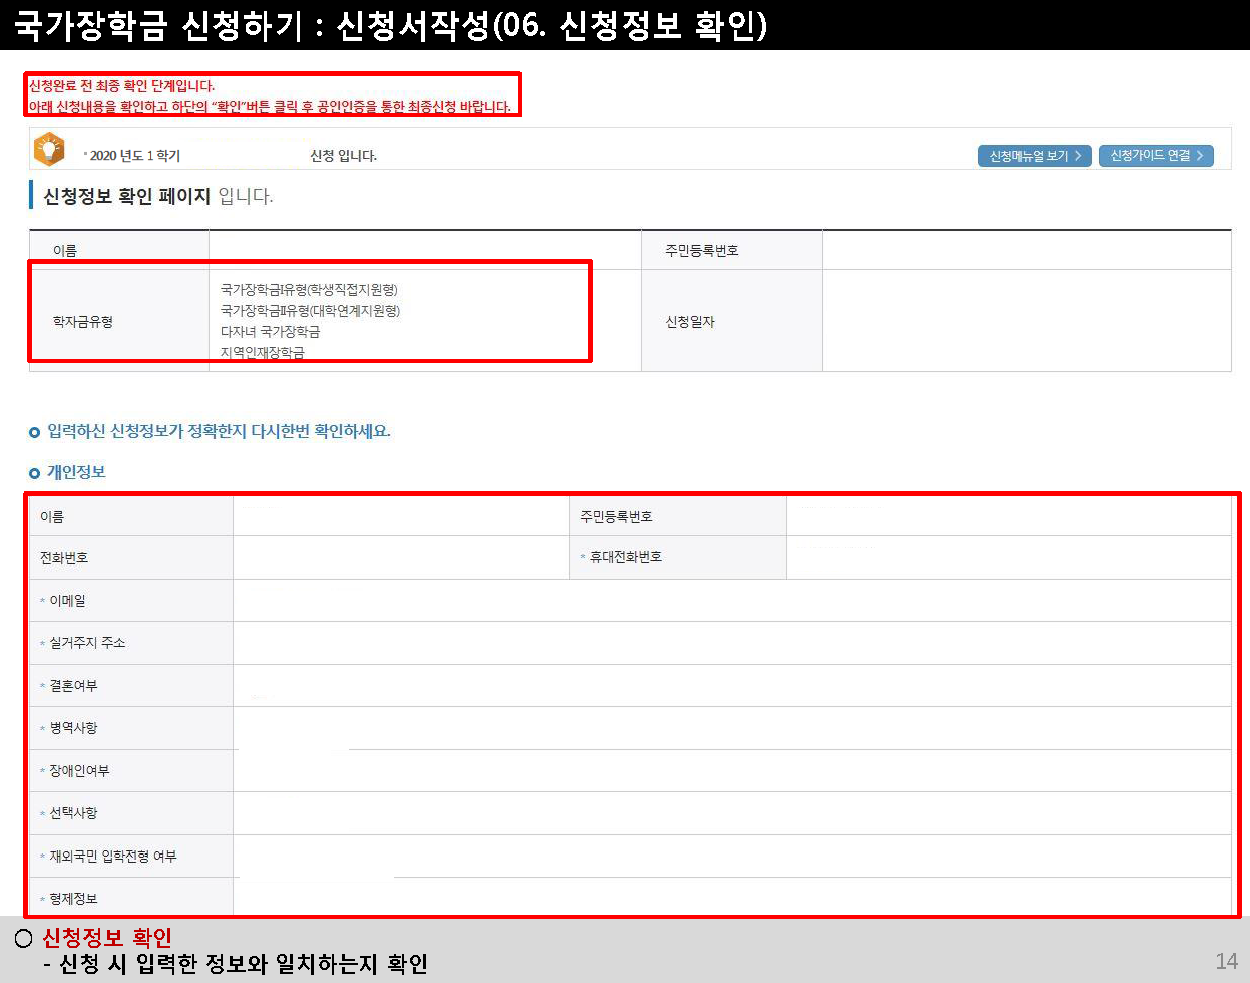 국가장학금 신청하기 : 신청서작성(06. 신청정보 확인)
신청완료 전 최종 확인 단계입니다.
아래 신청내용을 확인하고 하단의 “확인”버튼 클릭 후 공인인증을 통한 최종신청 바랍니다.
* 2020 년도 1 학기 신청 입니다.
신청메뉴얼 보기 >
신청가이드 연결 >
신청정보 확인 페이지 입니다.
이름
주민등록번호
학자금유형
국가장학금I유형(학생직접지원형)
국가장학금II유형(대학연계지원형)
다자녀 국가장학금
지역인재장학금
신청일자
입력하신 신청정보가 정확한지 다시한번 확인하세요.
개인정보
이름
주민등록번호
전화번호
* 휴대전화번호
* 이메일
* 실거주지 주소
* 결혼여부
* 병역사항
* 장애인여부
* 선택사항
* 재외국민 입학전형 여부
* 형제정보
○ 신청정보 확인
- 신청 시 입력한 정보와 일치하는지 확인
14